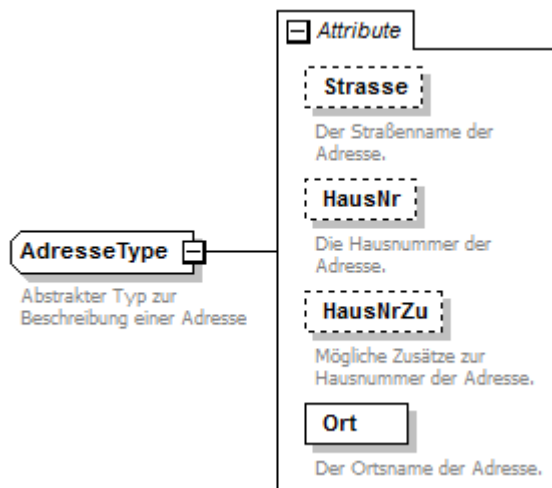 Attribute
Strasse
Der Straßenname der
Adresse.
HausNr
Die Hausnummer der
Adresse.
AdresseType
Abstrakter Typ zur
Beschreibung einer Adresse
HausNrZu
Mögliche Zusätze zur
Hausnummer der Adresse.
Ort
Der Ortsname der Adresse.